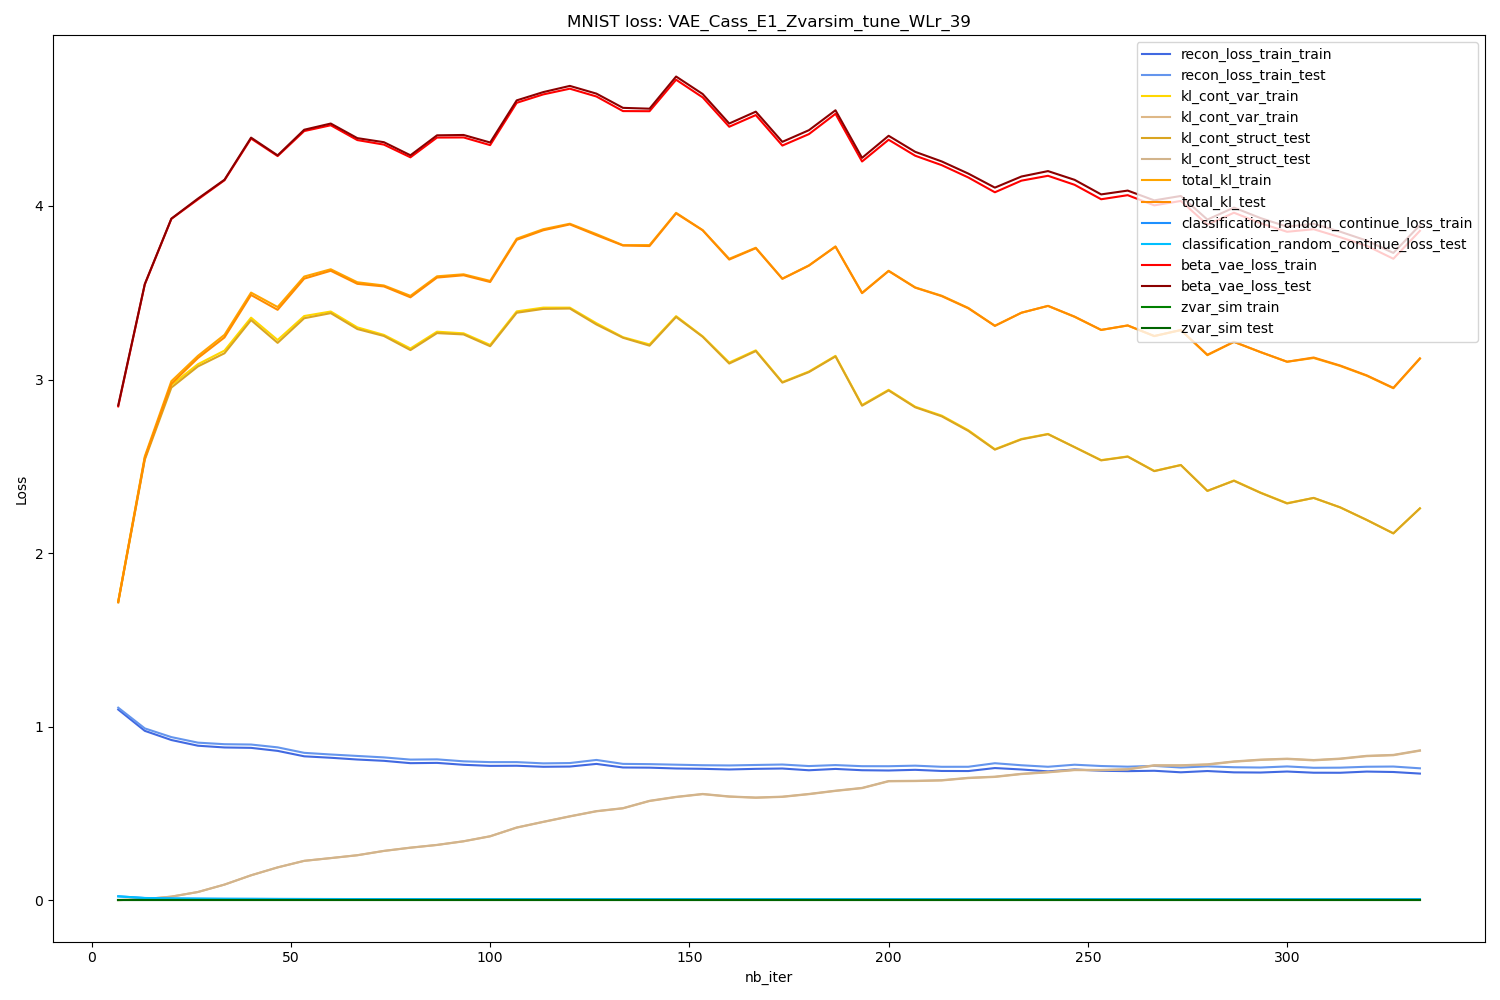 MNIST loss: VAE_Cass_E1_Zvarsim_tune_WLr_39
recon_loss_train_train
recon_loss_train_test
kl_cont_var_train
kl_cont_var_train
kl_cont_struct_test
kl_cont_struct_test
total_kl_train
total_kl_test
classification_random_continue_loss_train
classification_random_continue_loss_test
beta_vae_loss_train
beta_vae_loss_test
zvar_sim train
zvar_sim test
Loss
4
3
2
1
0
0 50 100 150 200 250 300
nb_iter